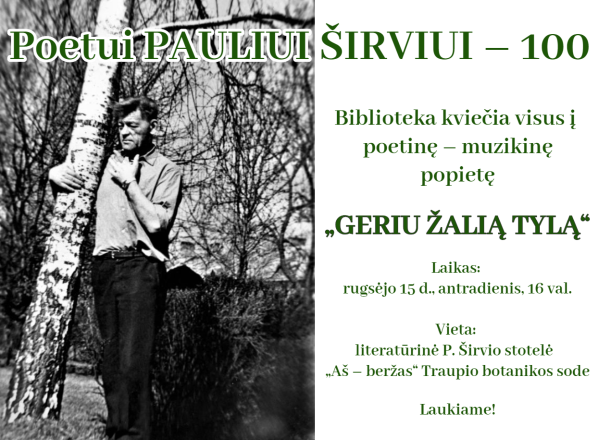 Poetui PAULIUI ŠIRVIUI – 100
Biblioteka kviečia visus į
poetinę – muzikinę
popietę
„GERIU ŽALIĄ TYLĄ“
Laikas:
rugsėjo 15 d., antradienis, 16 val.
Vieta:
literatūrinė P. Širvio stotelė
„Aš – beržas“ Traupio botanikos sode
Laukiame!